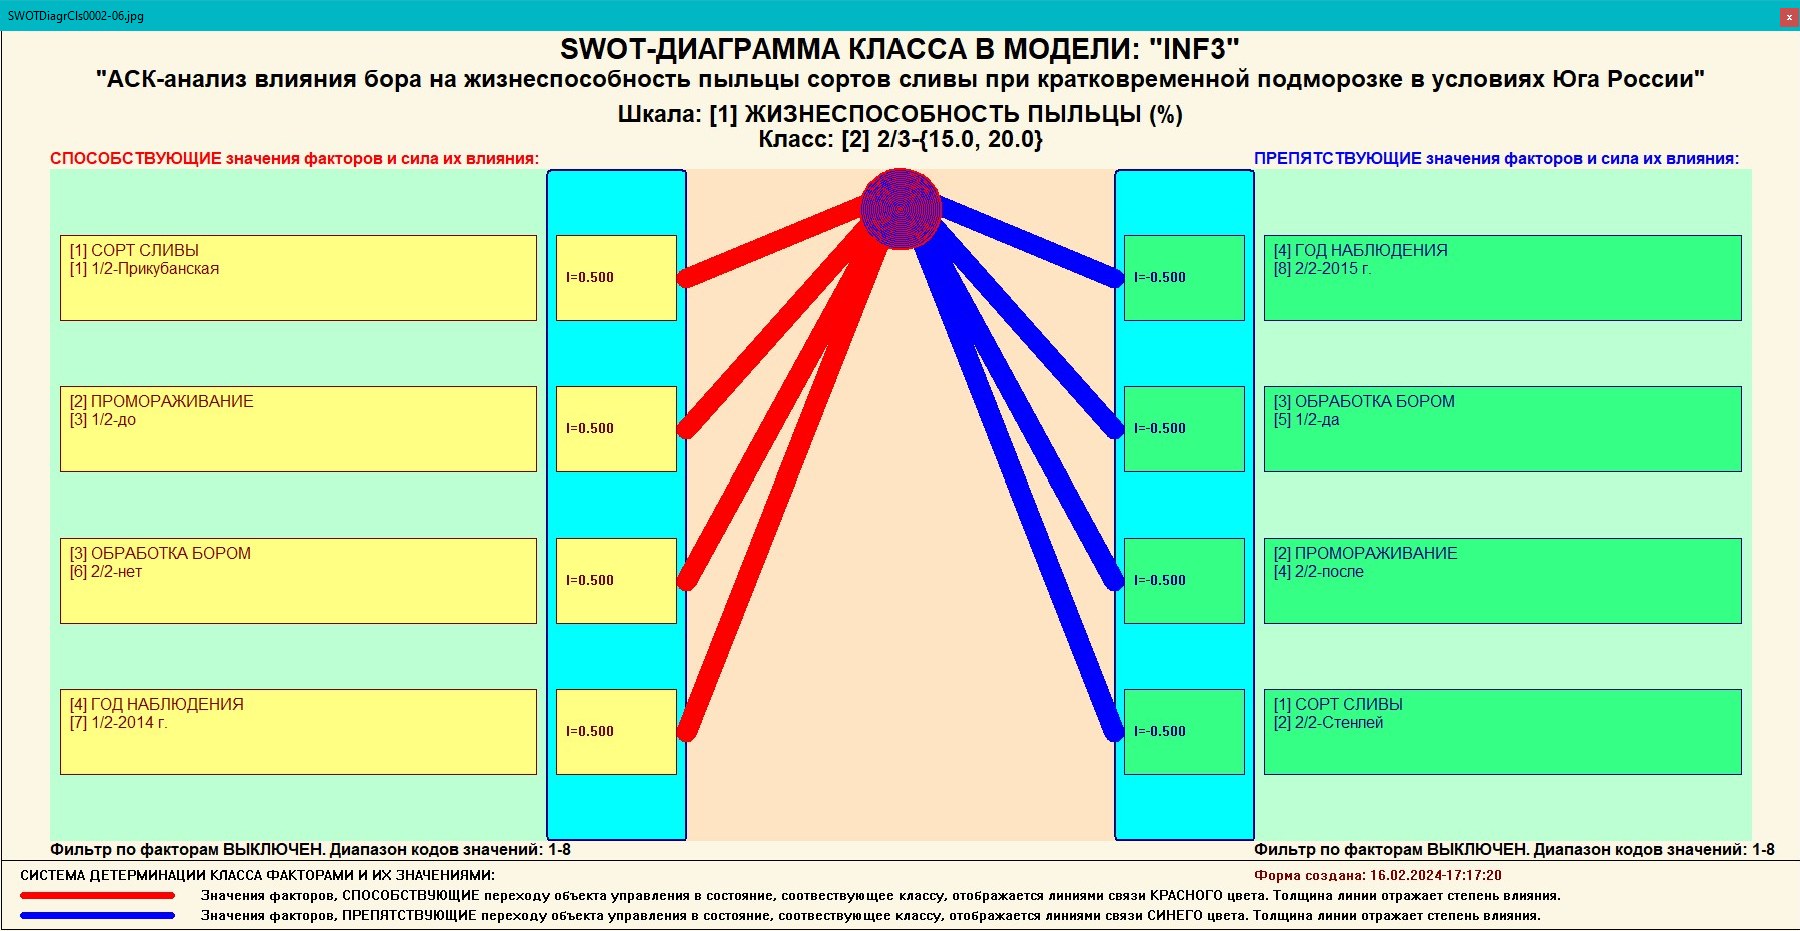 SWOTDiagrCls0002-06.jpg
x
SWOT-ДИАГРАММА КЛАССА В МОДЕЛИ: "INF3"
"АСК-анализ влияния бора на жизнеспособность пыльцы сортов сливы при кратковременной подморозке в условиях Юга России"
Шкала: [1] ЖИЗНЕСПОСОБНОСТЬ ПЫЛЬЦЫ (%)
Класс: [2] 2/3-{15.0, 20.0}
СПОСОБСТВУЮЩИЕ значения факторов и сила их влияния:
[1] СОРТ СЛИВЫ
[1] 1/2-Прикубанская
I=0.500
[2] ПРОМОРАЖИВАНИЕ
[3] 1/2-до
I=0.500
[3] ОБРАБОТКА БОРОМ
[6] 2/2-нет
I=0.500
[4] ГОД НАБЛЮДЕНИЯ
[7] 1/2-2014 г.
I=0.500
Фильтр по факторам ВЫКЛЮЧЕН. Диапазон кодов значений: 1-8
ПРЕПЯТСТВУЮЩИЕ значения факторов и сила их влияния:
I=-0.500
[4] ГОД НАБЛЮДЕНИЯ
[8] 2/2-2015 г.
I=-0.500
[3] ОБРАБОТКА БОРОМ
[5] 1/2-да
I=-0.500
[2] ПРОМОРАЖИВАНИЕ
[4] 2/2-после
I=-0.500
[1] СОРТ СЛИВЫ
[2] 2/2-Стенлей
Фильтр по факторам ВЫКЛЮЧЕН. Диапазон кодов значений: 1-8
СИСТЕМА ДЕТЕРМИНАЦИИ КЛАССА ФАКТОРАМИ И ИХ ЗНАЧЕНИЯМИ:
Форма создана: 16.02.2024-17:17:20
Значения факторов, СПОСОБСТВУЮЩИЕ переходу объекта управления в состояние, соотвествующее классу, отображается линиями связи КРАСНОГО цвета. Толщина линии отражает степень влияния.
Значения факторов, ПРЕПЯТСТВУЮЩИЕ переходу объекта управления в состояние, соотвествующее классу, отображается линиями связи СИНЕГО цвета. Толщина линии отражает степень влияния.